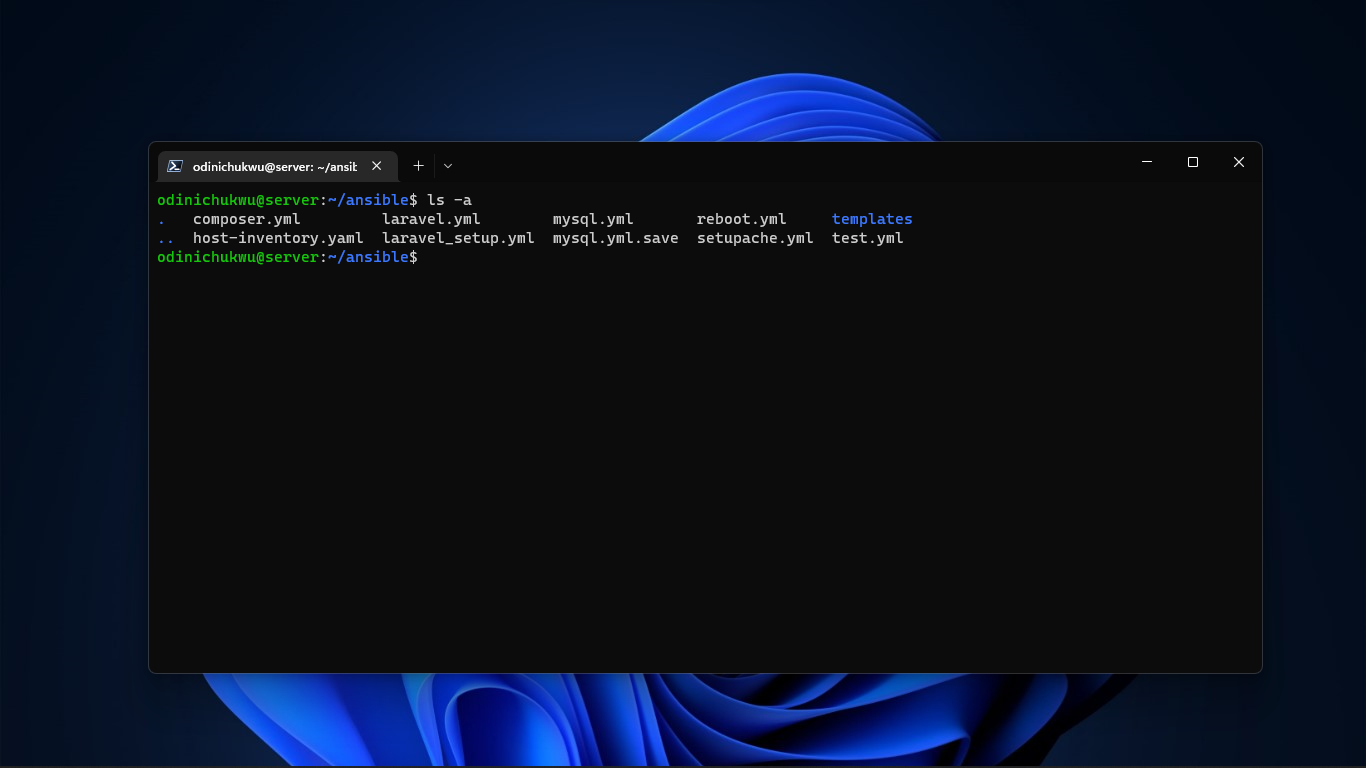 odinichukwu@server: ~/ansib
odinichukwu@server:~/ansible$ ls -a
.   composer.yml         laravel.yml        mysql.yml       reboot.yml     templates
..  host-inventory.yaml  laravel_setup.yml  mysql.yml.save  setupache.yml  test.yml
odinichukwu@server:~/ansible$